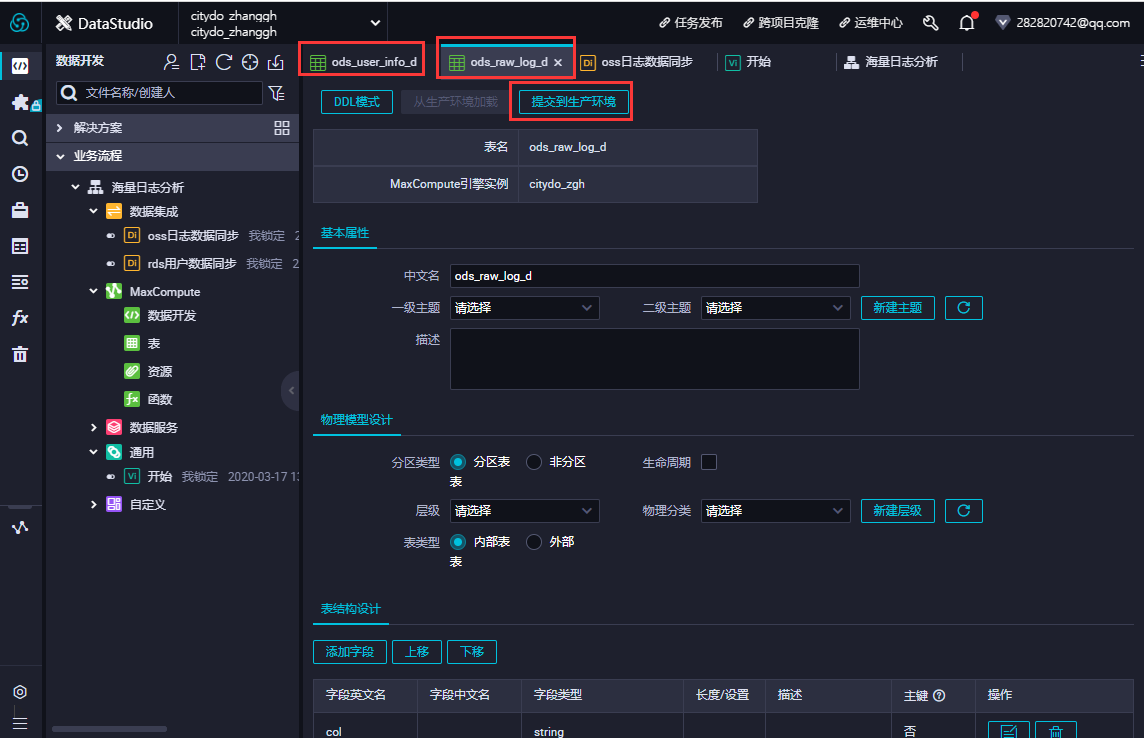 DataStudio
citydo_zhanggh
citydo_zhanggh
任务发布
跨项目克隆
运维中心
282820742@qq.com
数据开发
文件名称/创建人
解决方案
业务流程
海量日志分析
数据集成
Di oss日志数据同步 我锁定 2
Di rds用户数据同步 我锁定 2
MaxCompute
数据开发
表
资源
fx 函数
数据服务
通用
Vi 开始 我锁定 2020-03-17 13
自定义
ods_user_info_d
ods_raw_log_d ×
Di oss日志数据同步
Vi 开始
海量日志分析
DDL模式
从生产环境加载
提交到生产环境
表名 ods_raw_log_d
MaxCompute引擎实例 citydo_zgh
基本属性
中文名 ods_raw_log_d
一级主题 请选择 二级主题 请选择 新建主题
描述
物理模型设计
分区类型 分区表 非分区表 生命周期
层级 请选择 物理分类 请选择 新建层级
表类型 内部表 外部表
表结构设计
添加字段 上移 下移
字段英文名 字段中文名 字段类型 长度/设置 描述 主键 操作
col string 否